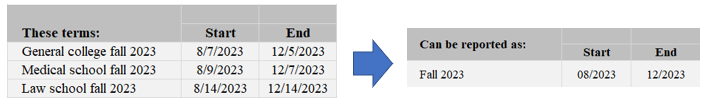 These terms: Start End
General college fall 2023 8/7/2023 12/5/2023
Medical school fall 2023 8/9/2023 12/7/2023
Law school fall 2023 8/14/2023 12/14/2023
Can be reported as: Start End
Fall 2023 08/2023 12/2023